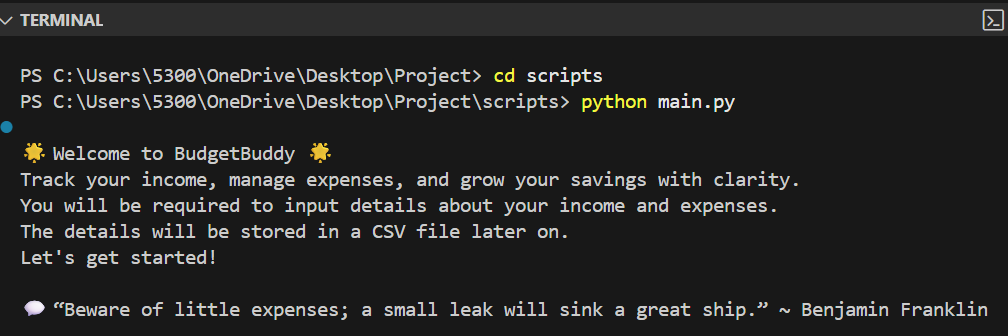 TERMINAL
PS C:\Users\5300\OneDrive\Desktop\Project> cd scripts
PS C:\Users\5300\OneDrive\Desktop\Project\scripts> python main.py
🌟 Welcome to BudgetBuddy 🌟
Track your income, manage expenses, and grow your savings with clarity.
You will be required to input details about your income and expenses.
The details will be stored in a CSV file later on.
Let's get started!
💬 “Beware of little expenses; a small leak will sink a great ship.” ~ Benjamin Franklin